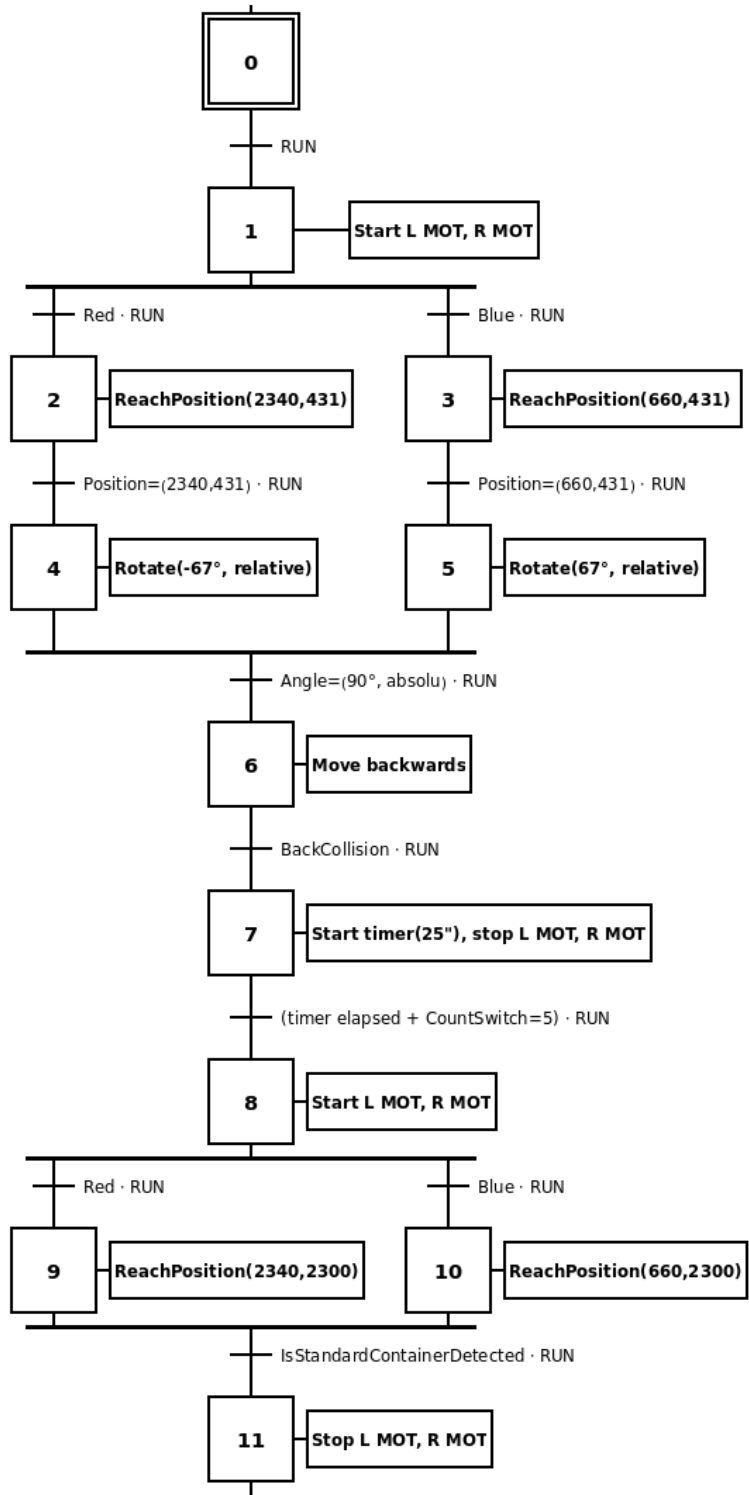 0
RUN
1
Start L MOT, R MOT
Red · RUN
Blue · RUN
2
ReachPosition(2340,431)
3
ReachPosition(660,431)
Position=(2340,431) · RUN
Position=(660,431) · RUN
4
Rotate(-67°, relative)
5
Rotate(67°, relative)
Angle=(90°, absolu) · RUN
6
Move backwards
BackCollision · RUN
7
Start timer(25"), stop L MOT, R MOT
(timer elapsed + CountSwitch=5) · RUN
8
Start L MOT, R MOT
Red · RUN
Blue · RUN
9
ReachPosition(2340,2300)
10
ReachPosition(660,2300)
IsStandardContainerDetected · RUN
11
Stop L MOT, R MOT